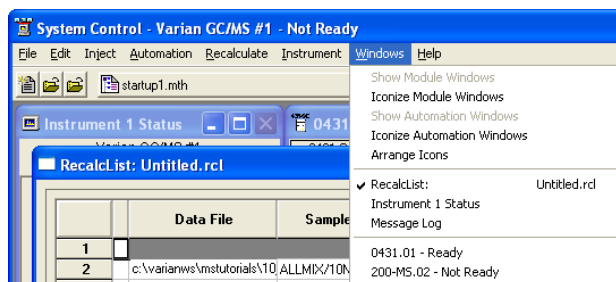 System Control - Varian GC/MS #1 - Not Ready
File Edit Inject Automation Recalculate Instrument Windows Help
startup1.mth
Show Module Windows
Iconize Module Windows
Show Automation Windows
Iconize Automation Windows
Arrange Icons
RecalcList: Untitled.rcl
Instrument 1 Status
Message Log
0431.01 - Ready
200-MS.02 - Not Ready
Instrument 1 Status
0431
RecalcList: Untitled.rcl
Data File Sample
1
2 c:\varianws\mstutorials\10 ALLMIX/10N